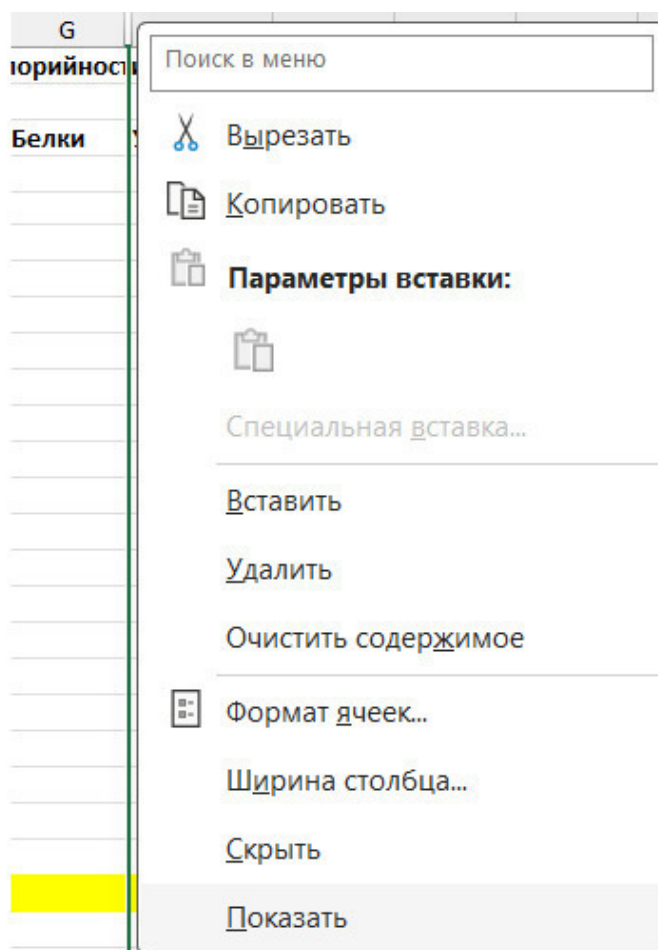 G
Поиск в меню
Белки
Вырезать
Копировать
Параметры вставки:
Специальная вставка...
Вставить
Удалить
Очистить содержимое
Формат ячеек...
Ширина столбца...
Скрыть
Показать